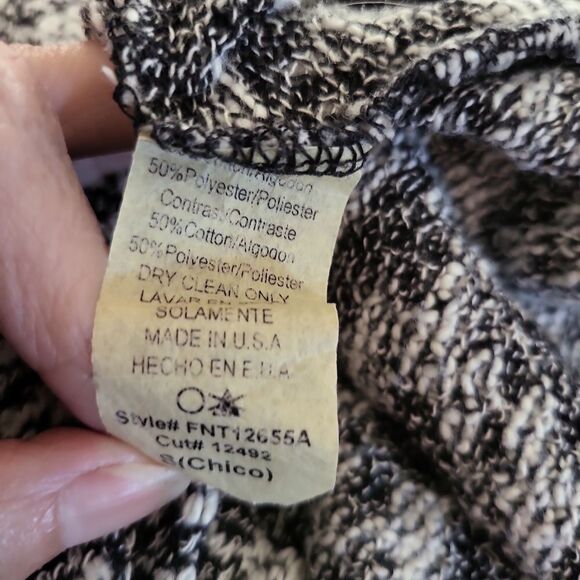 50%Polyester/Poliester
Contrast/Contraste
50%Cotton/Algodon
50%Polyester/Poliester
DRY CLEAN ONLY
LAVAR EN
SOLAMENTE
MADE IN U.S.A
HECHO EN E.U.A
Style# FNT12655A
Cut# 12492
S(Chico)